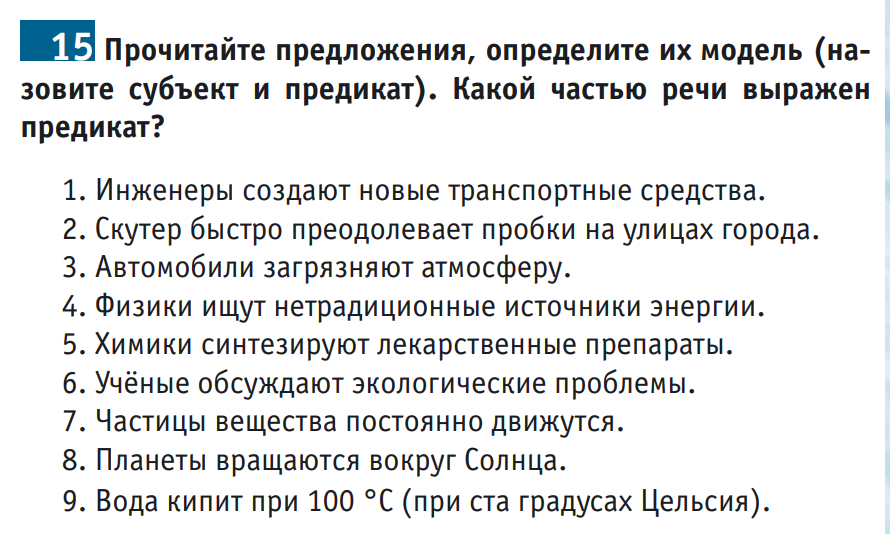 15 Прочитайте предложения, определите их модель (на-
зовите субъект и предикат). Какой частью речи выражен
предикат?
1. Инженеры создают новые транспортные средства.
2. Скутер быстро преодолевает пробки на улицах города.
3. Автомобили загрязняют атмосферу.
4. Физики ищут нетрадиционные источники энергии.
5. Химики синтезируют лекарственные препараты.
6. Учёные обсуждают экологические проблемы.
7. Частицы вещества постоянно движутся.
8. Планеты вращаются вокруг Солнца.
9. Вода кипит при 100 °C (при ста градусах Цельсия).